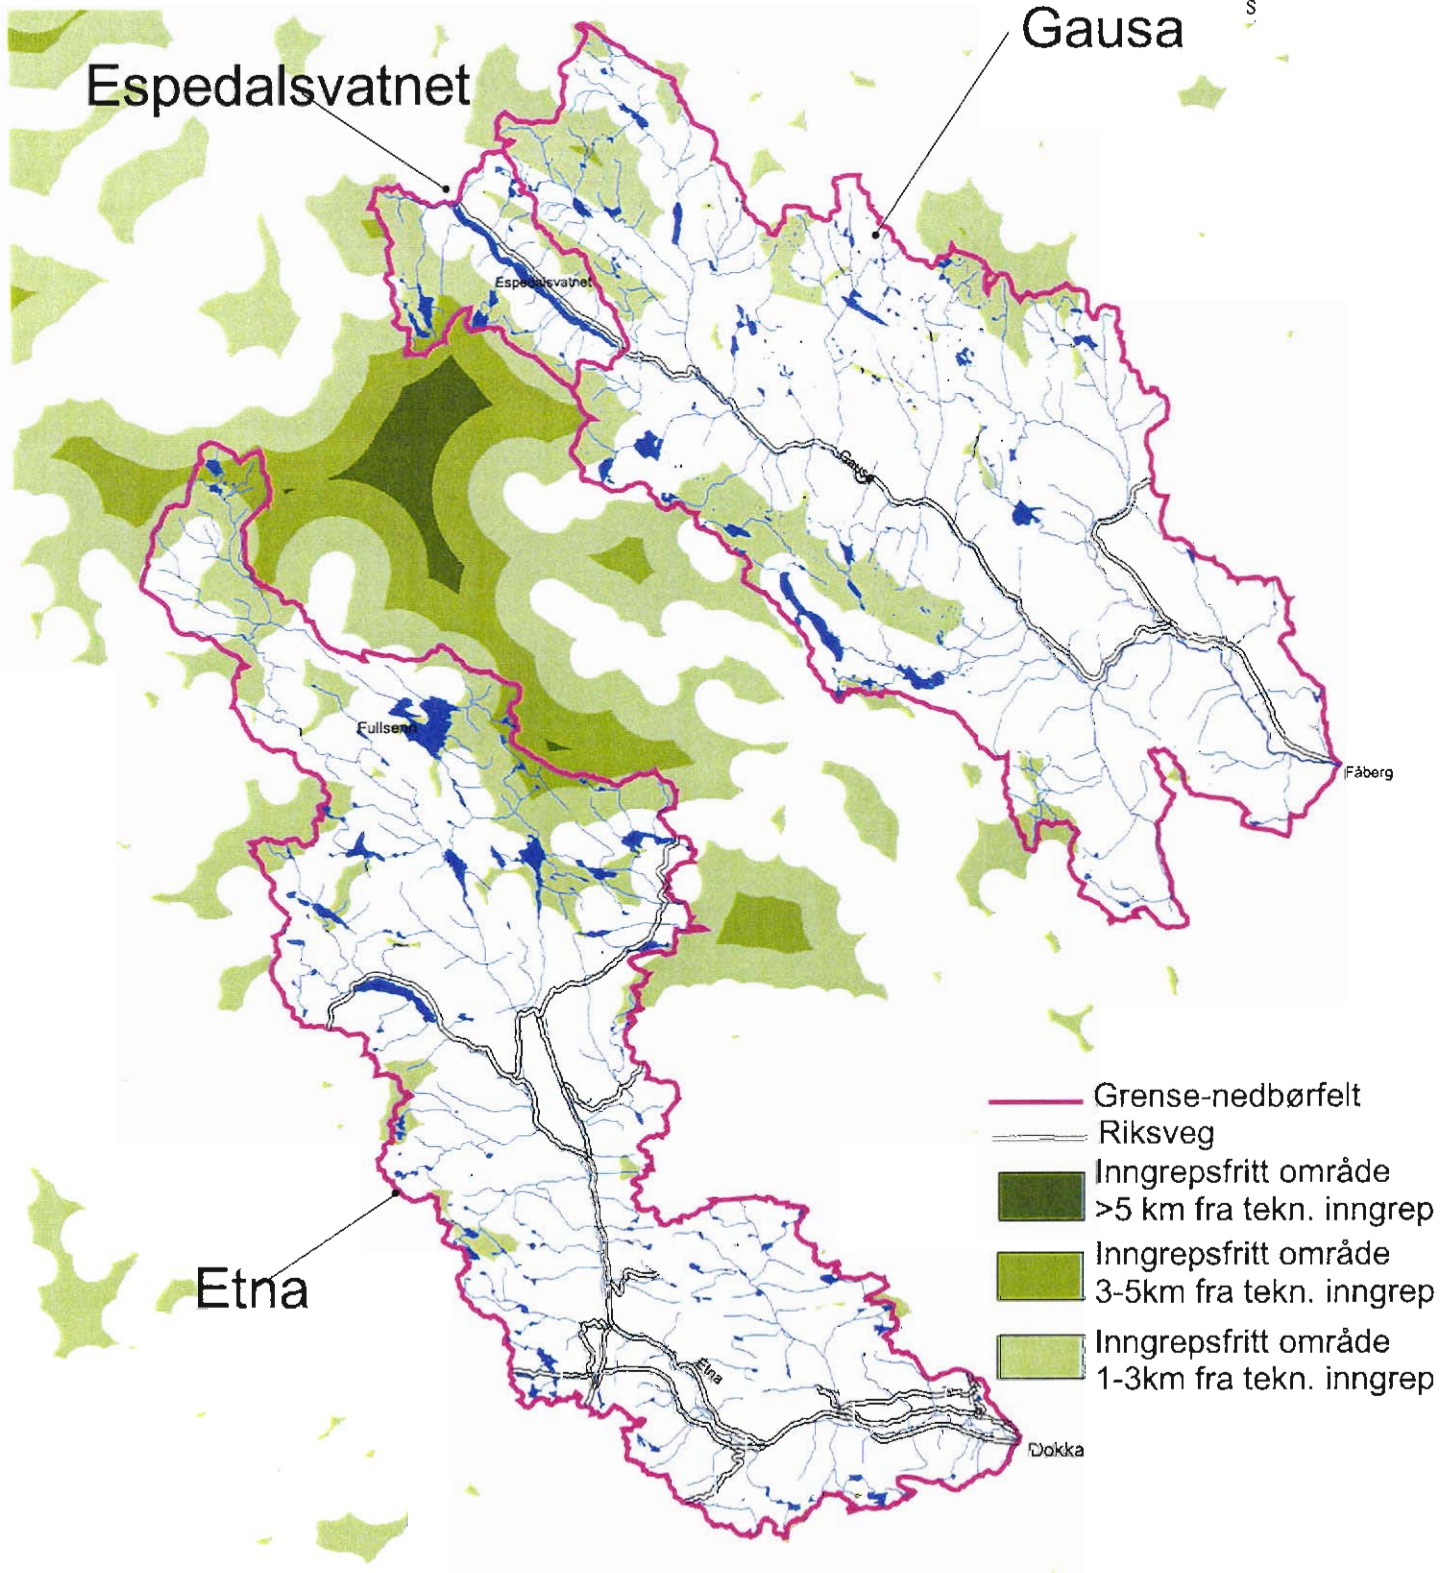 S
Gausa
Espedalsvatnet
Espedalsvatnet
Gausa
Fullsenn
Fåberg
Grense-nedbørfelt
Riksveg
Inngrepsfritt område
>5 km fra tekn. inngrep
Inngrepsfritt område
3-5km fra tekn. inngrep
Inngrepsfritt område
1-3km fra tekn. inngrep
Etna
Etna
Dokka